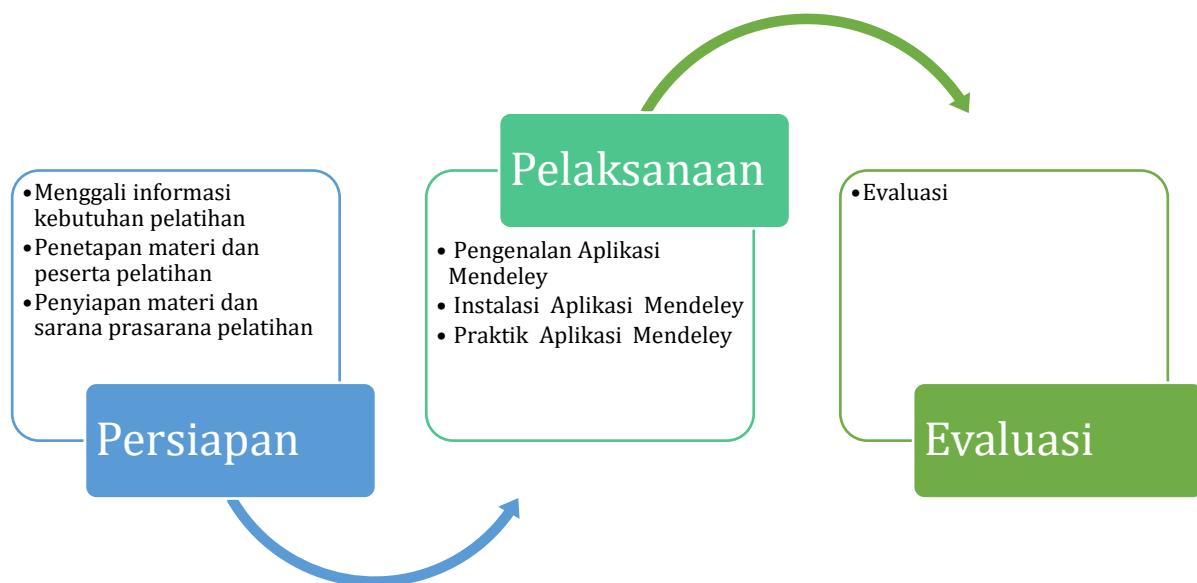 •Menggali informasi
kebutuhan pelatihan
•Penetapan materi dan
peserta pelatihan
•Penyiapan materi dan
sarana prasarana pelatihan
Persiapan
Pelaksanaan
• Pengenalan Aplikasi
Mendeley
• Instalasi Aplikasi Mendeley
• Praktik Aplikasi Mendeley
•Evaluasi
Evaluasi